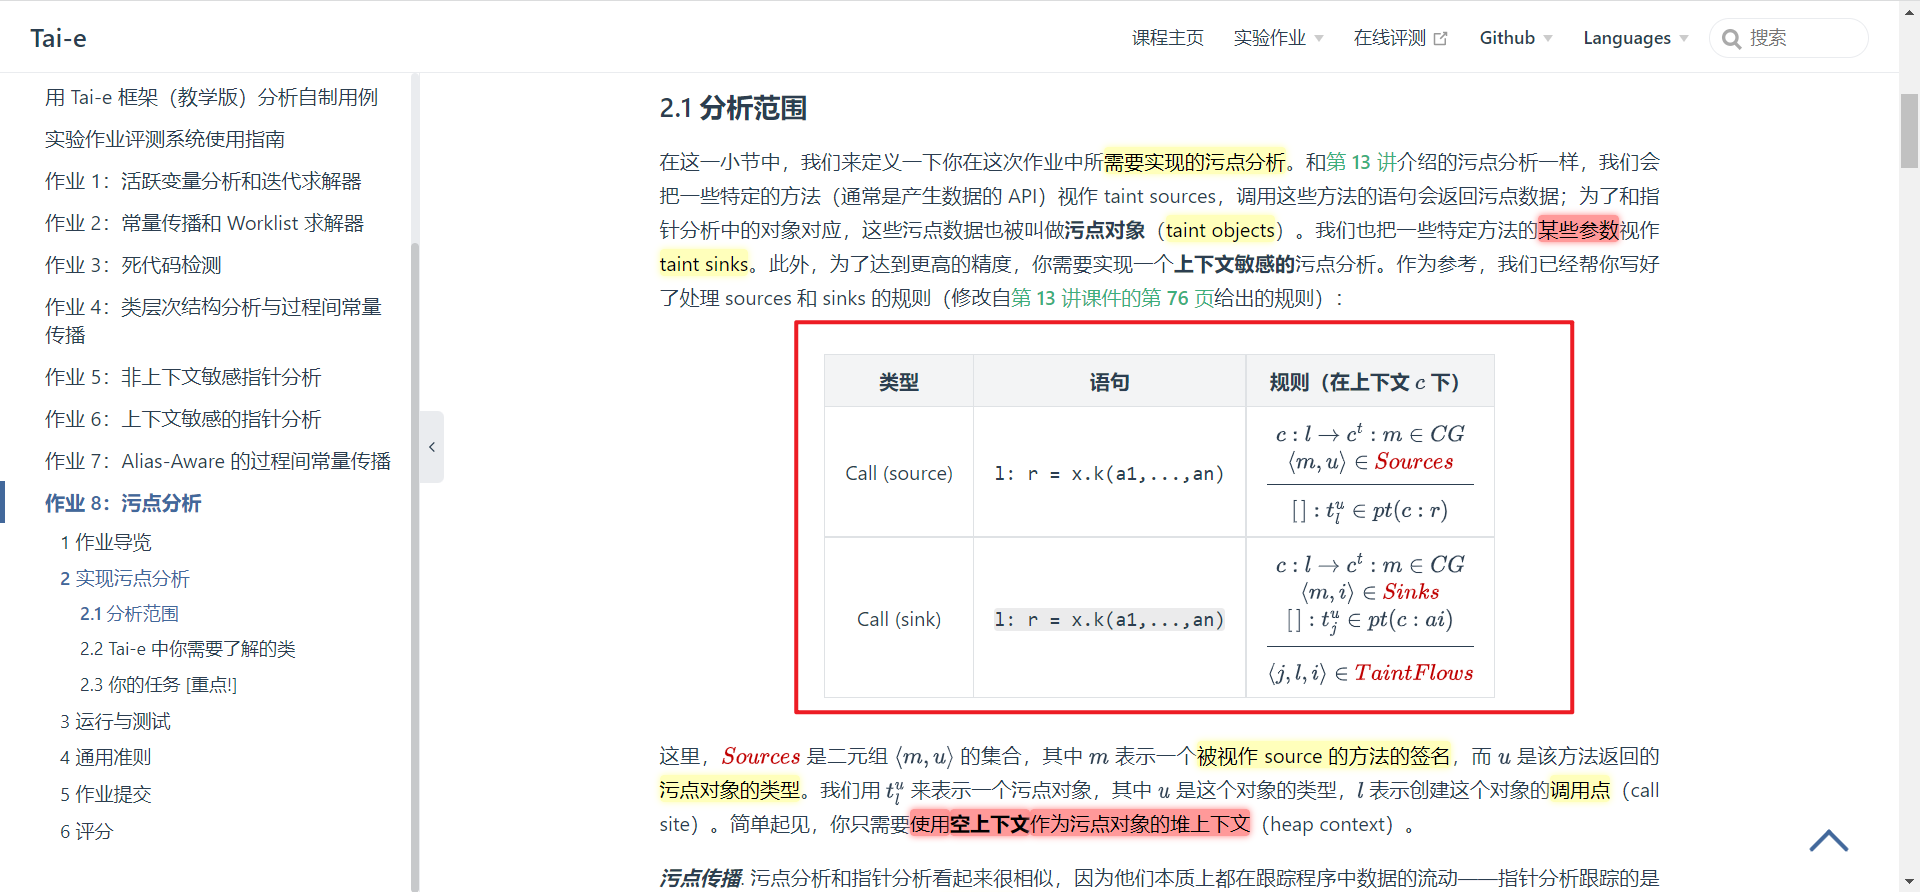 Tai-e
课程主页 实验作业 在线评测 Github Languages 搜索
用 Tai-e 框架（教学版）分析自制用例
实验作业评测系统使用指南
作业 1：活跃变量分析和迭代求解器
作业 2：常量传播和 Worklist 求解器
作业 3：死代码检测
作业 4：类层次结构分析与过程间常量
传播
作业 5：非上下文敏感指针分析
作业 6：上下文敏感的指针分析
作业 7：Alias-Aware 的过程间常量传播
作业 8：污点分析
1 作业导览
2 实现污点分析
2.1 分析范围
2.2 Tai-e 中你需要了解的类
2.3 你的任务 [重点!]
3 运行与测试
4 通用准则
5 作业提交
6 评分
2.1 分析范围
在这一小节中，我们来定义一下你在这次作业中所需要实现的污点分析。和第 13 讲介绍的污点分析一样，我们会
把一些特定的方法（通常是产生数据的 API）视作 taint sources，调用这些方法的语句会返回污点数据；为了和指
针分析中的对象对应，这些污点数据也被叫做污点对象（taint objects）。我们也把一些特定方法的某些参数视作
taint sinks。此外，为了达到更高的精度，你需要实现一个上下文敏感的污点分析。作为参考，我们已经帮你写好
了处理 sources 和 sinks 的规则（修改自第 13 讲课件的第 76 页给出的规则）：
类型 语句 规则（在上下文 c 下）
Call (source) l: r = x.k(a1,...,an)
c : l → c^t : m ∈ CG
⟨m, u⟩ ∈ Sources
[ ] : t_l^u ∈ pt(c : r)
Call (sink) l: r = x.k(a1,...,an)
c : l → c^t : m ∈ CG
⟨m, i⟩ ∈ Sinks
[ ] : t_j^u ∈ pt(c : ai)
⟨j, l, i⟩ ∈ TaintFlows
这里，Sources 是二元组 ⟨m, u⟩ 的集合，其中 m 表示一个被视作 source 的方法的签名，而 u 是该方法返回的
污点对象的类型。我们用 t_l^u 来表示一个污点对象，其中 u 是这个对象的类型，l 表示创建这个对象的调用点（call
site）。简单起见，你只需要使用空上下文作为污点对象的堆上下文（heap context）。
污点传播. 污点分析和指针分析看起来很相似，因为他们本质上都在跟踪程序中数据的流动——指针分析跟踪的是